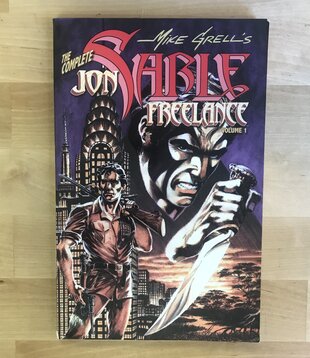 MIKE GRELL'S
THE COMPLETE
JON SABLE
FREELANCE
VOLUME 1